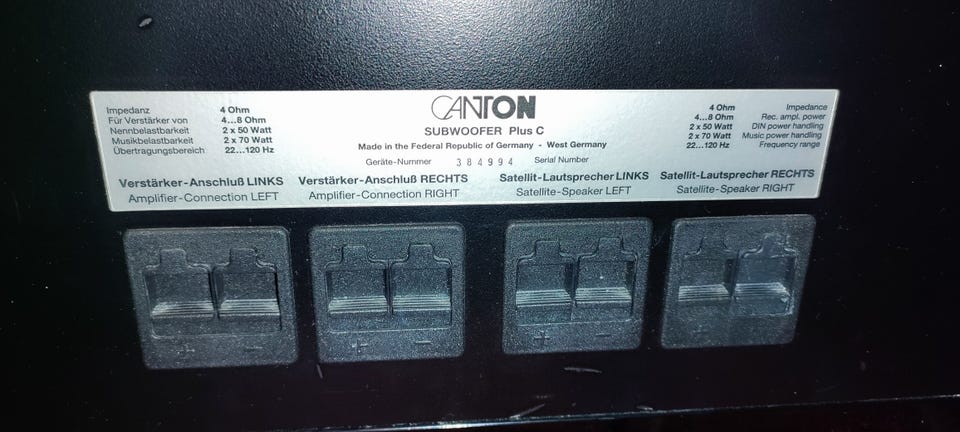 CANTON
SUBWOOFER Plus C
Made in the Federal Republic of Germany - West Germany
Geräte-Nummer 384994 Serial Number
Impedanz 4 Ohm
Für Verstärker von 4...8 Ohm
Nennbelastbarkeit 2 x 50 Watt
Musikbelastbarkeit 2 x 70 Watt
Übertragungsbereich 22...120 Hz
4 Ohm Impedance
4...8 Ohm Rec. ampl. power
2 x 50 Watt DIN power handling
2 x 70 Watt Music power handling
22...120 Hz Frequency range
Verstärker-Anschluß LINKS
Amplifier-Connection LEFT
Verstärker-Anschluß RECHTS
Amplifier-Connection RIGHT
Satellit-Lautsprecher LINKS
Satellite-Speaker LEFT
Satellit-Lautsprecher RECHTS
Satellite-Speaker RIGHT
+ -
+ -
+ -
+ -